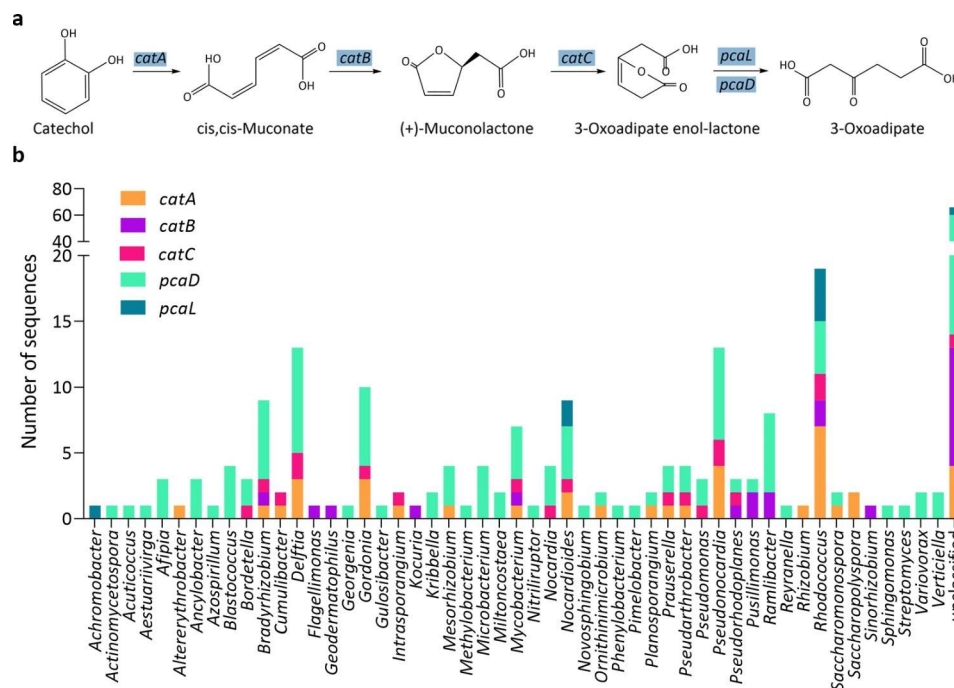 a
OH
OH
catA
HO
O
O
OH
catB
O
O
OH
O
catC
OH
O
O
O
pcaL
pcaD
HO
O
O
O
OH
Catechol
cis,cis-Muconate
(+)-Muconolactone
3-Oxoadipate enol-lactone
3-Oxoadipate
b
80
60
40
20
15
10
5
0
Number of sequences
catA
catB
catC
pcaD
pcaL
Achromobacter
Actinomycetospora
Acuticoccus
Aestuariivirga
Afipia
Altererythrobacter
Ancylobacter
Azospirillum
Blastococcus
Bordetella
Bradyrhizobium
Cumulibacter
Delftia
Flagellimonas
Geodermatophilus
Georgenia
Gordonia
Gulosibacter
Intrasporangium
Kocuria
Kribbella
Mesorhizobium
Methylobacterium
Microbacterium
Miltoncostaea
Mycobacterium
Nitriliruptor
Nocardia
Nocardioides
Novosphingobium
Ornithinimicrobium
Phenylobacterium
Pimelobacter
Planosporangium
Prauserella
Pseudarthrobacter
Pseudomonas
Pseudonocardia
Pseudorhodoplanes
Pusillimonas
Ramlibacter
Reyranella
Rhizobium
Rhodococcus
Saccharomonospora
Saccharopolyspora
Sinorhizobium
Sphingomonas
Streptomyces
Variovorax
Verticiella